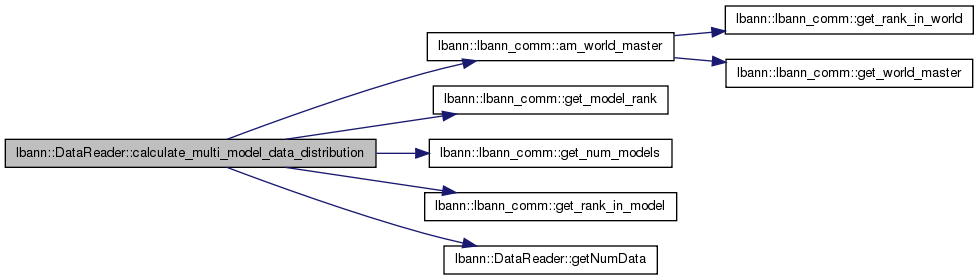 lbann::DataReader::calculate_multi_model_data_distribution
lbann::lbann_comm::am_world_master
lbann::lbann_comm::get_rank_in_world
lbann::lbann_comm::get_world_master
lbann::lbann_comm::get_model_rank
lbann::lbann_comm::get_num_models
lbann::lbann_comm::get_rank_in_model
lbann::DataReader::getNumData